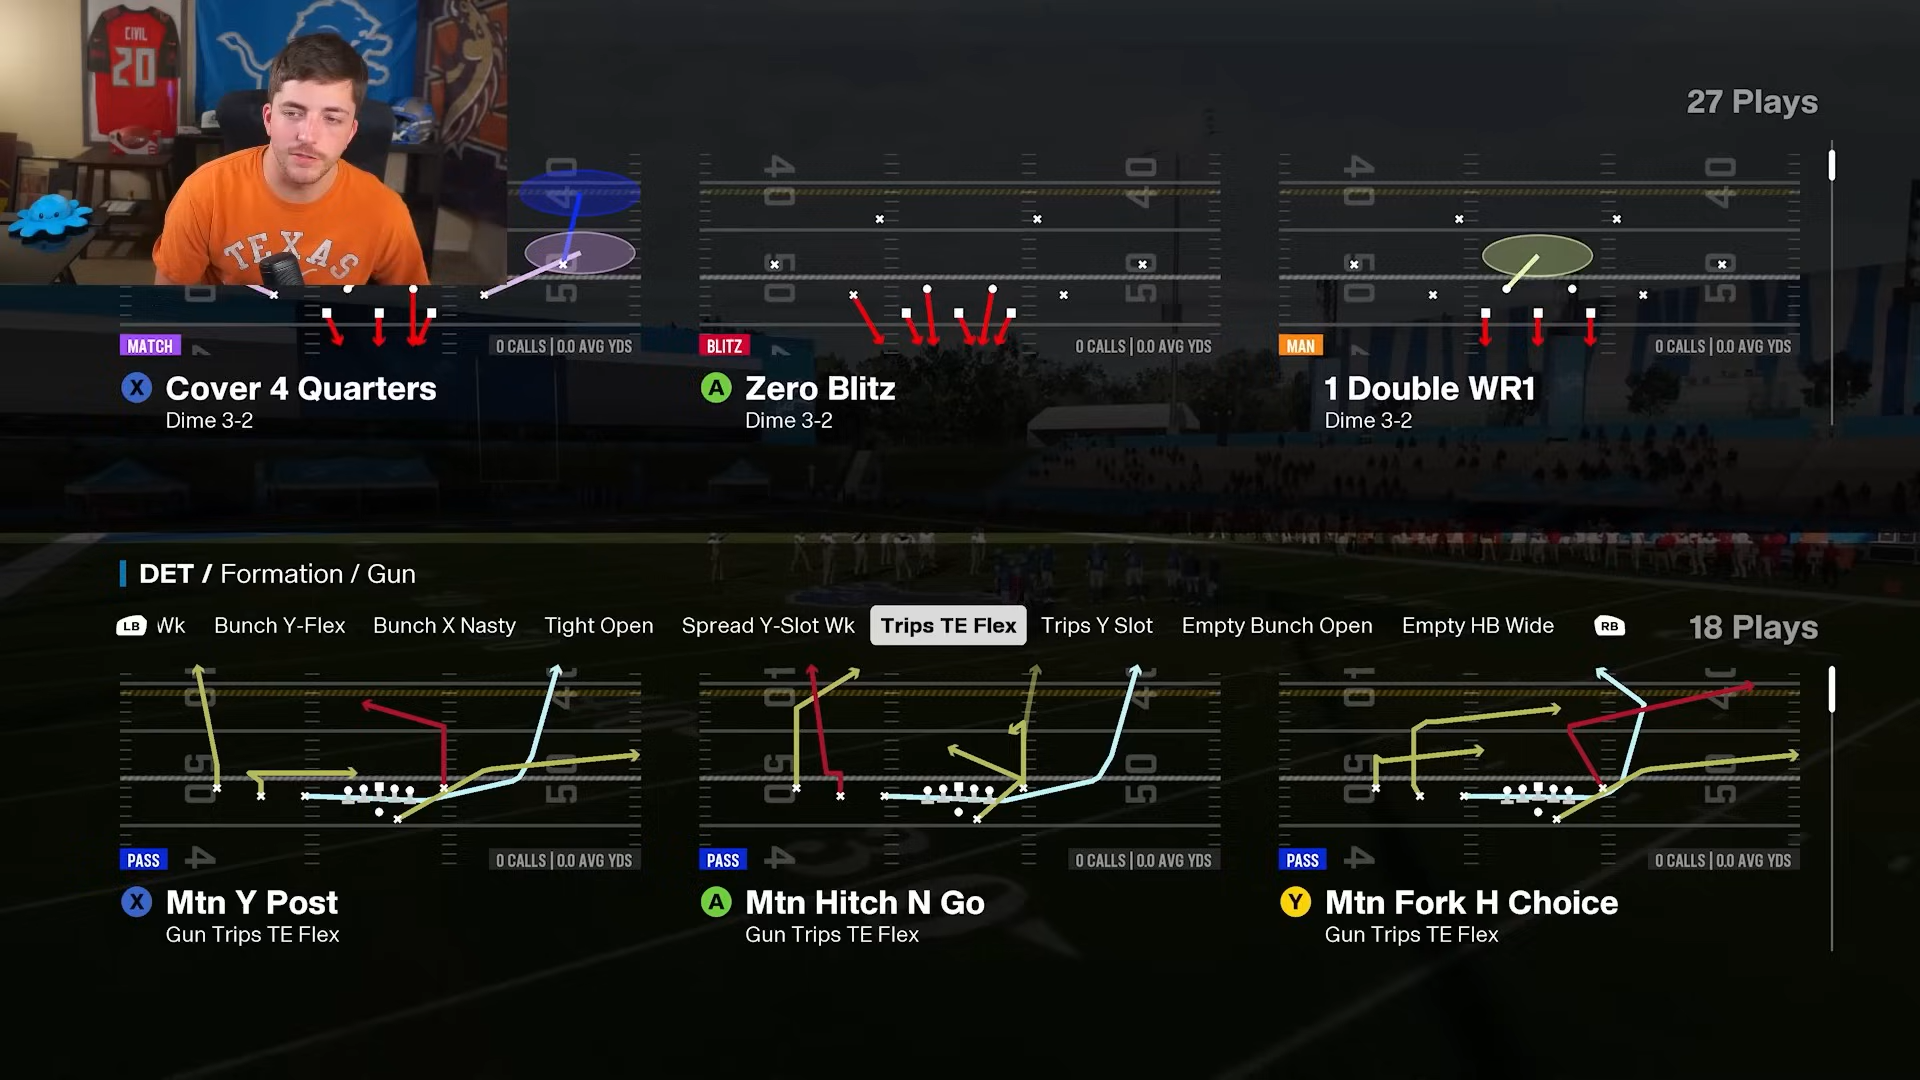 CIVIL
20
TEXAS
27 Plays
MATCH
0 CALLS | 0.0 AVG YDS
BLITZ
0 CALLS | 0.0 AVG YDS
MAN
0 CALLS | 0.0 AVG YDS
X Cover 4 Quarters
Dime 3-2
A Zero Blitz
Dime 3-2
1 Double WR1
Dime 3-2
DET / Formation / Gun
LB Wk Bunch Y-Flex Bunch X Nasty Tight Open Spread Y-Slot Wk Trips TE Flex Trips Y Slot Empty Bunch Open Empty HB Wide RB
18 Plays
PASS
0 CALLS | 0.0 AVG YDS
PASS
0 CALLS | 0.0 AVG YDS
PASS
0 CALLS | 0.0 AVG YDS
X Mtn Y Post
Gun Trips TE Flex
A Mtn Hitch N Go
Gun Trips TE Flex
Y Mtn Fork H Choice
Gun Trips TE Flex